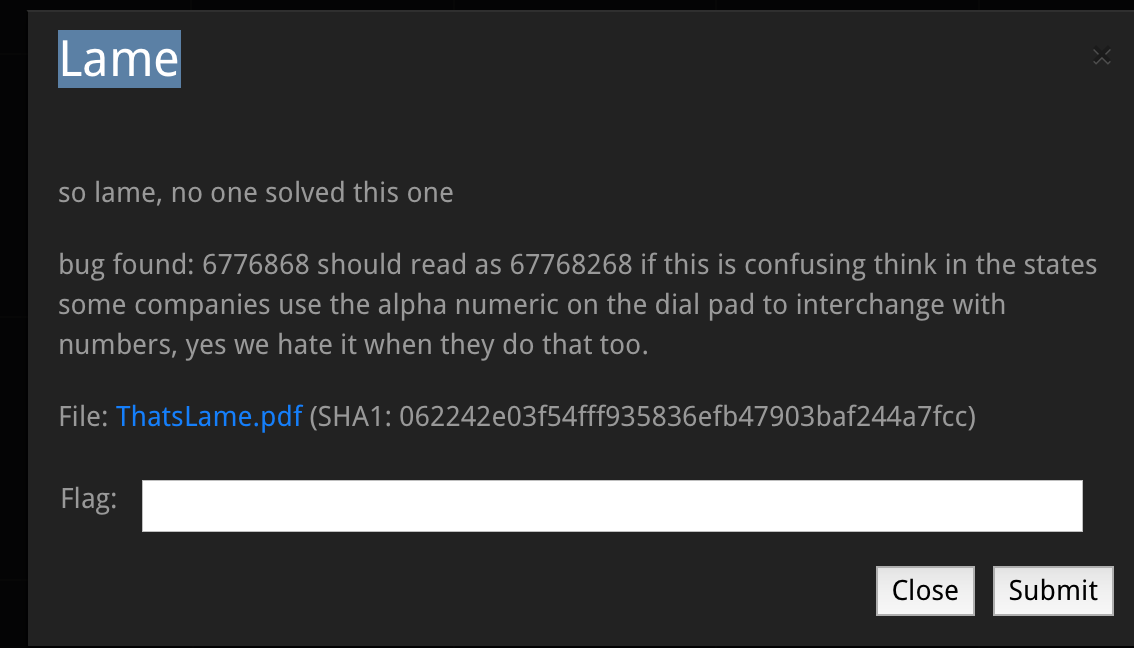 Lame
×
so lame, no one solved this one
bug found: 6776868 should read as 67768268 if this is confusing think in the states
some companies use the alpha numeric on the dial pad to interchange with
numbers, yes we hate it when they do that too.
File: ThatsLame.pdf (SHA1: 062242e03f54fff935836efb47903baf244a7fcc)
Flag:
Close Submit